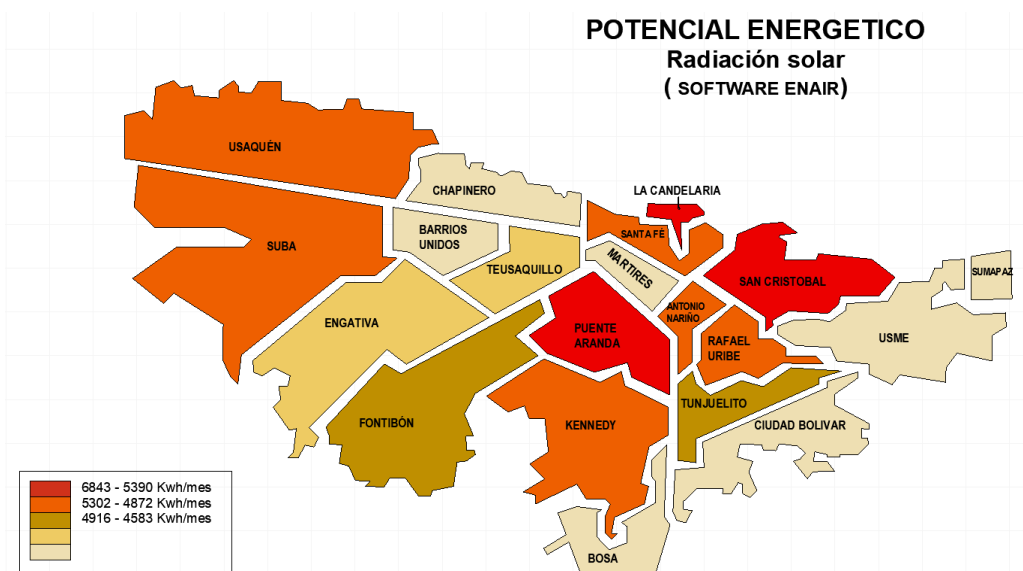 POTENCIAL ENERGETICO
Radiación solar
( SOFTWARE ENAIR)
USAQUÉN
CHAPINERO
LA CANDELARIA
BARRIOS
UNIDOS
SANTA FÉ
SUBA
TEUSAQUILLO
MARTIRES
SAN CRISTOBAL
SUMAPAZ
ANTONIO
NARIÑO
ENGATIVA
PUENTE
ARANDA
RAFAEL
URIBE
USME
FONTIBÓN
KENNEDY
TUNJUELITO
CIUDAD BOLIVAR
BOSA
6843 - 5390 Kwh/mes
5302 - 4872 Kwh/mes
4916 - 4583 Kwh/mes